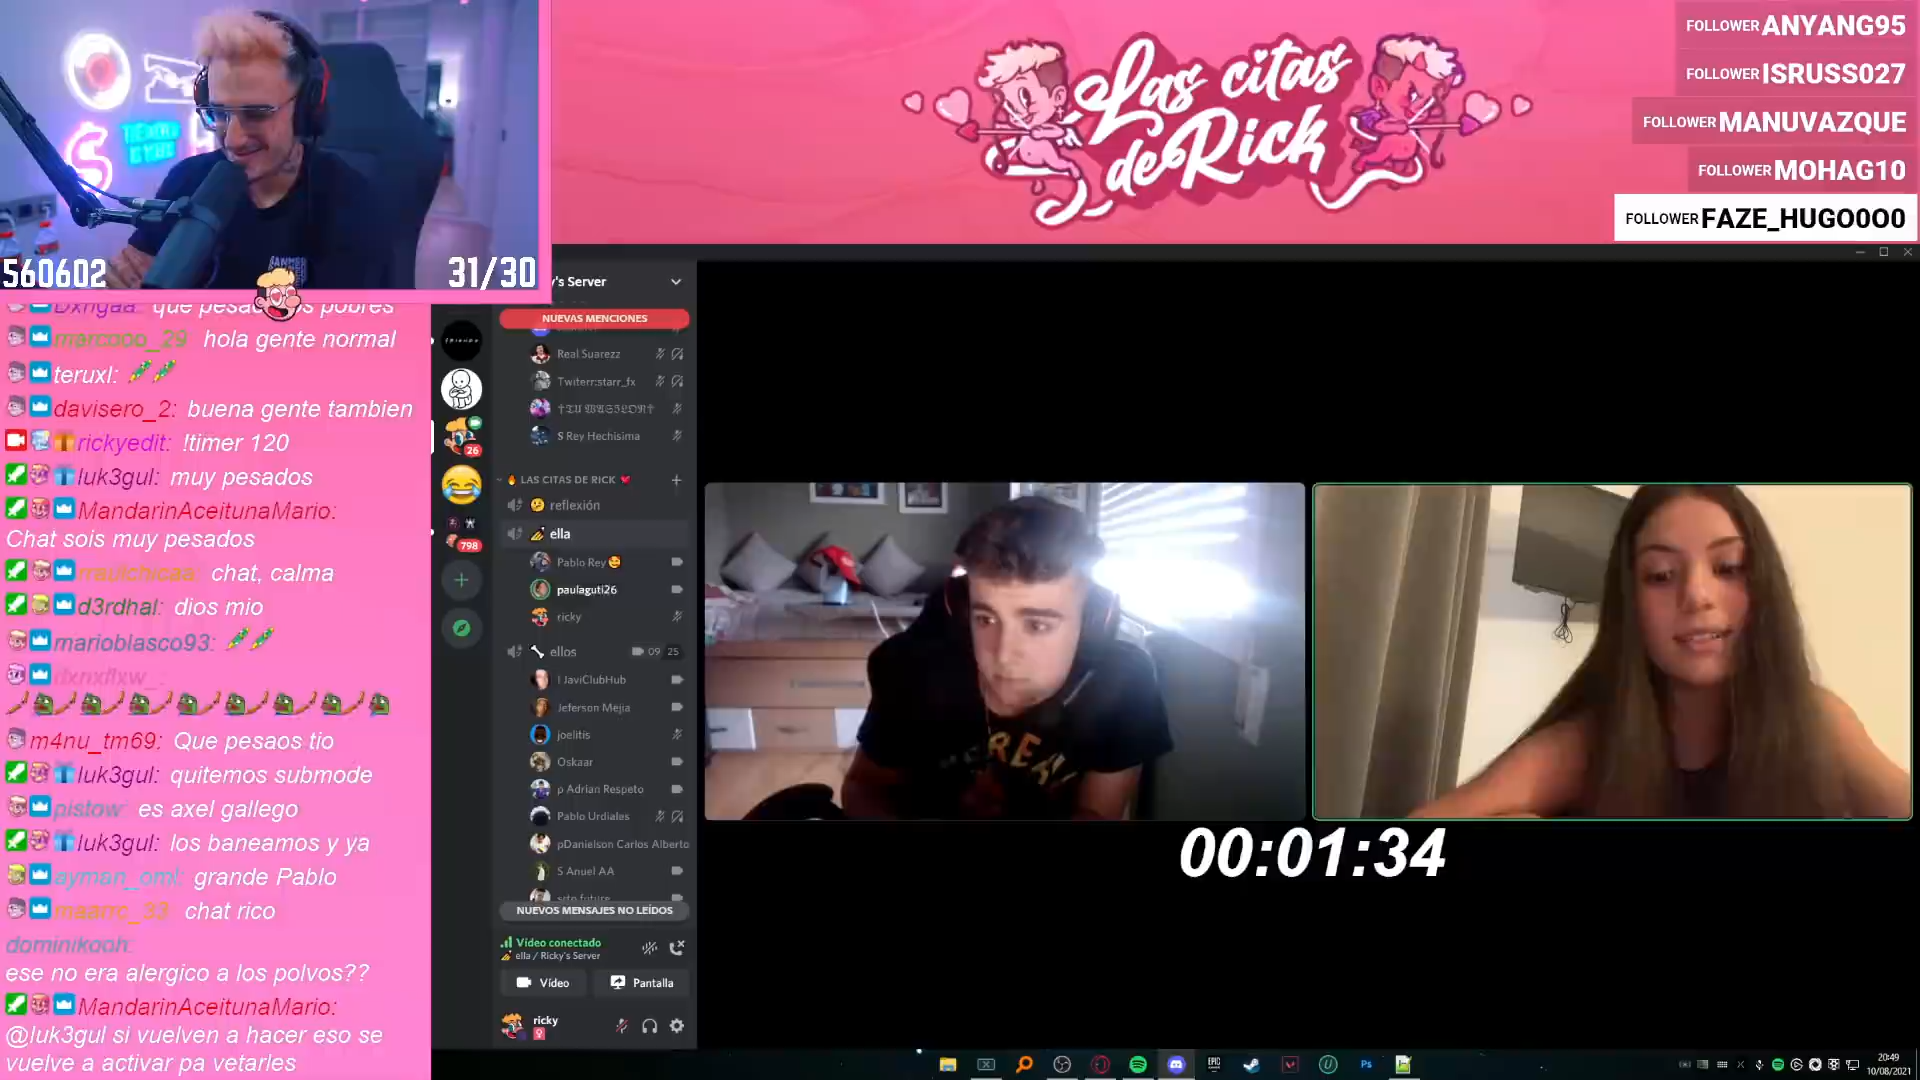 560602
31/30
Las citas
de Rick
FOLLOWER ANYANG95
FOLLOWER ISRUSS027
FOLLOWER MANUVAZQUE
FOLLOWER MOHAG10
FOLLOWER FAZE_HUGO0O0
que pesa s pobres
marcooo_29 hola gente normal
teruxl:
davisero_2: buena gente tambien
rickyedit: !timer 120
luk3gul: muy pesados
MandarinAceitunaMario:
Chat sois muy pesados
rraulchicaa: chat, calma
d3rdhal: dios mio
marioblasco93:
m4nu_tm69: Que pesaos tio
luk3gul: quitemos submode
pistow: es axel gallego
luk3gul: los baneamos y ya
ayman_oml: grande Pablo
maarrc_33 chat rico
dominikooh:
ese no era alergico a los polvos??
MandarinAceitunaMario:
@luk3gul si vuelven a hacer eso se
vuelve a activar pa vetarles
26
798
y's Server
NUEVAS MENCIONES
Real Suarezz
Twiterr:starr_fx
S Rey Hechisima
LAS CITAS DE RICK
reflexión
ella
Pablo Rey
paulaguti26
ricky
ellos 09 25
! JaviClubHub
Jeferson Mejia
joelitis
Oskaar
p Adrian Respeto
Pablo Urdiales
pDanielson Carlos Alberto
S Anuel AA
NUEVOS MENSAJES NO LEÍDOS
Vídeo conectado
ella / Ricky's Server
Vídeo
Pantalla
ricky
00:01:34
EPIC
Ps
20:49
10/08/2021